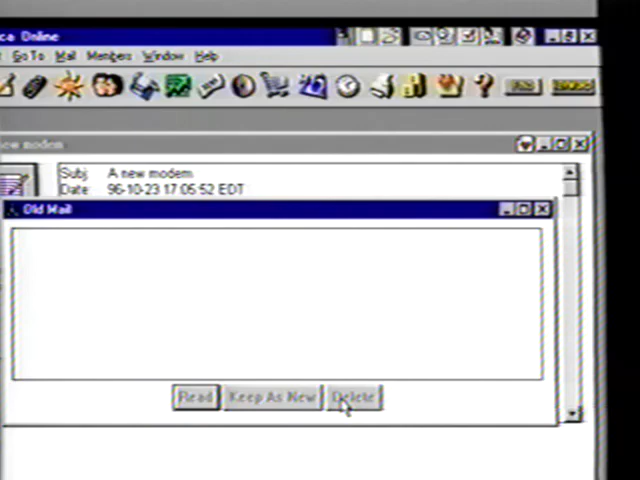 ca Online
Go To Mail Members Window Help
new modem
Subj: A new modem
Date: 96-10-23 17:05:52 EDT
Old Mail
Read Keep As New Delete